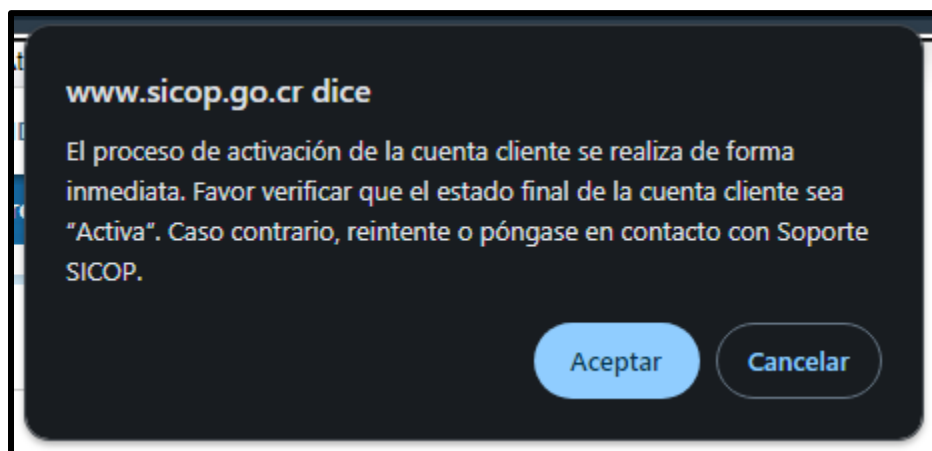 www.sicop.go.cr dice
El proceso de activación de la cuenta cliente se realiza de forma
inmediata. Favor verificar que el estado final de la cuenta cliente sea
"Activa". Caso contrario, reintente o póngase en contacto con Soporte
SICOP.
Aceptar
Cancelar